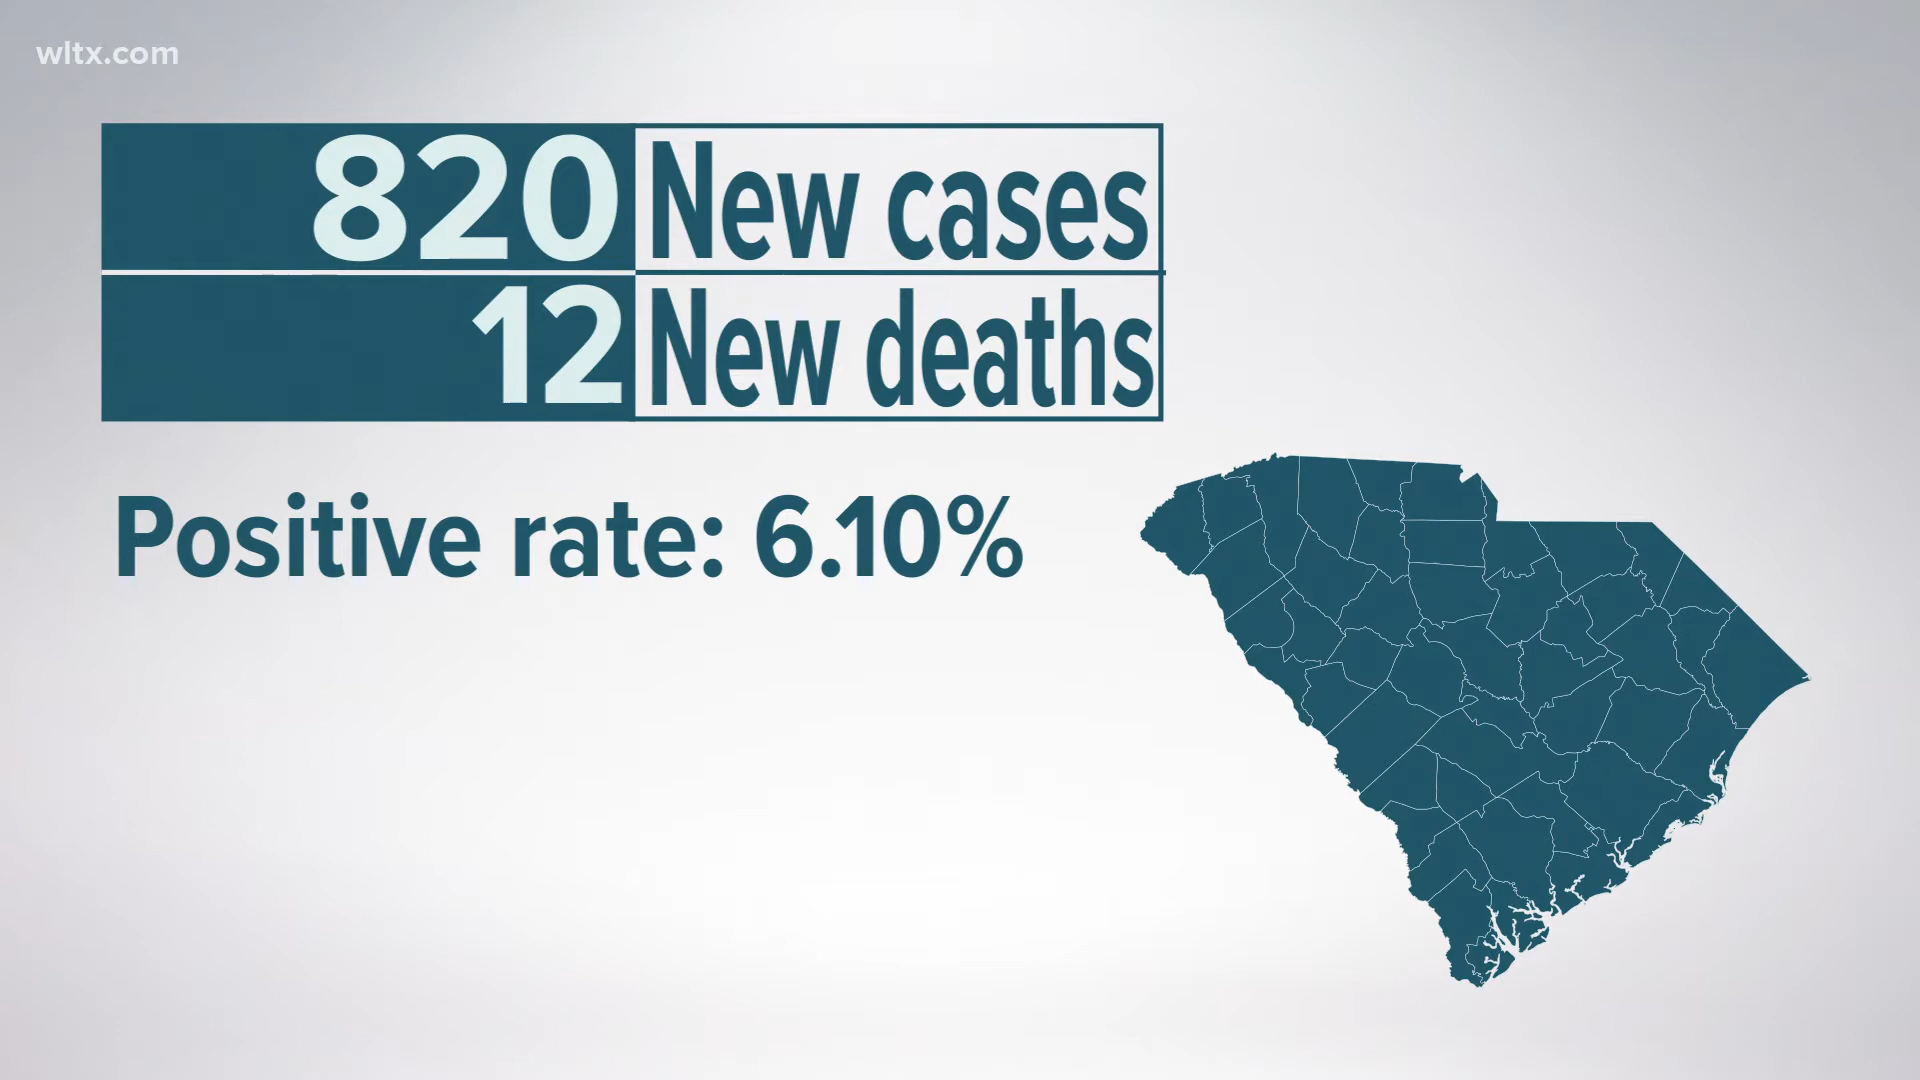 wltx.com
820 New cases
12 New deaths
Positive rate: 6.10%